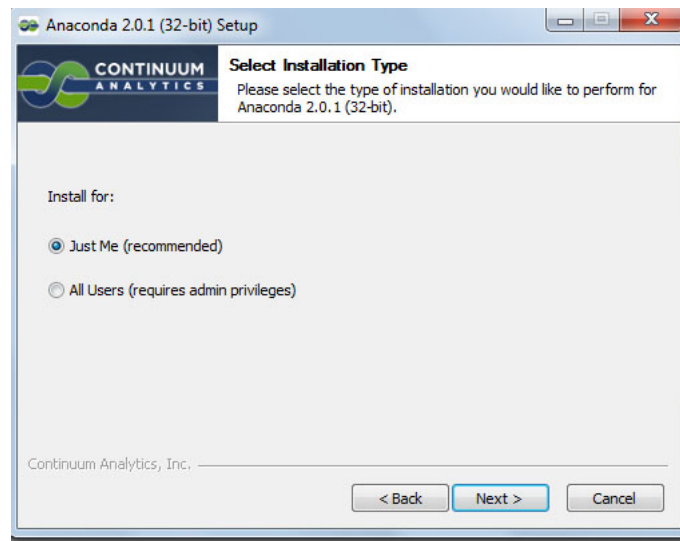 Anaconda 2.0.1 (32-bit) Setup
CONTINUUM
ANALYTICS
Select Installation Type
Please select the type of installation you would like to perform for
Anaconda 2.0.1 (32-bit).
Install for:
Just Me (recommended)
All Users (requires admin privileges)
Continuum Analytics, Inc.
< Back
Next >
Cancel